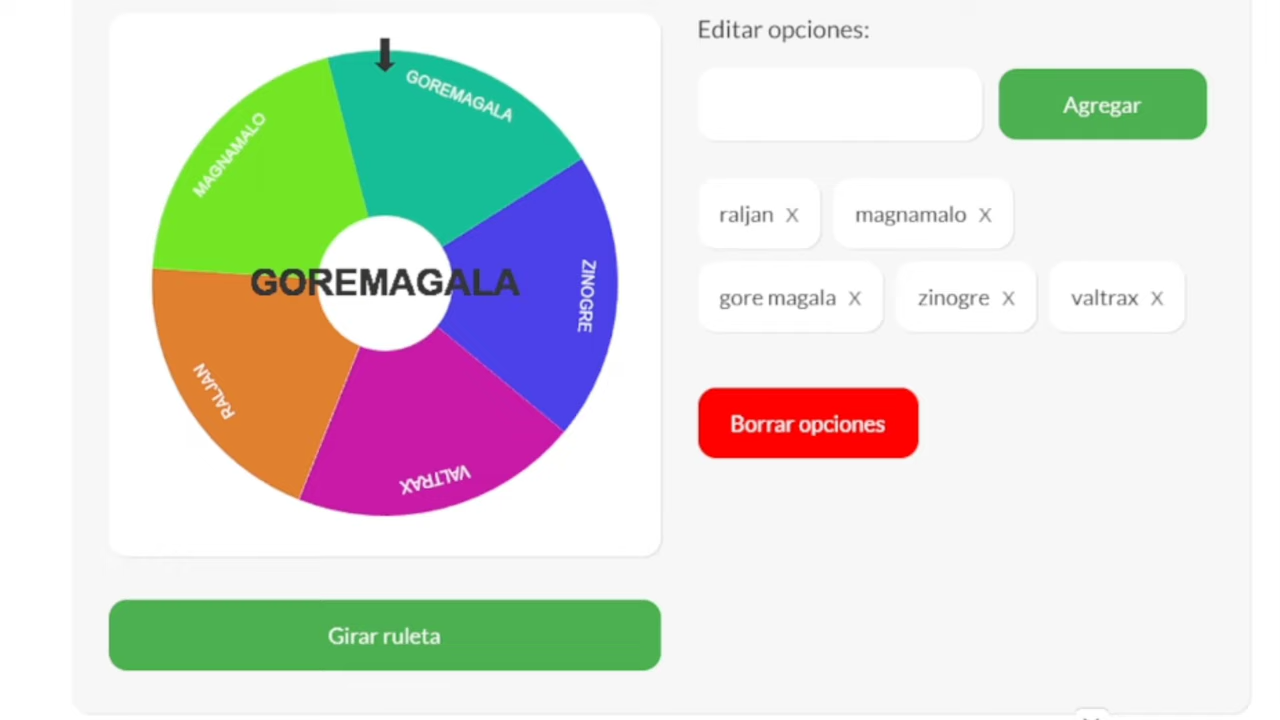 Editar opciones:
Agregar
raljan X
magnamalo X
gore magala X
zinogre X
valtrax X
Borrar opciones
GOREMAGALA
MAGNAMALO
ZINOGRE
GOREMAGALA
RALJAN
VALTRAX
Girar ruleta